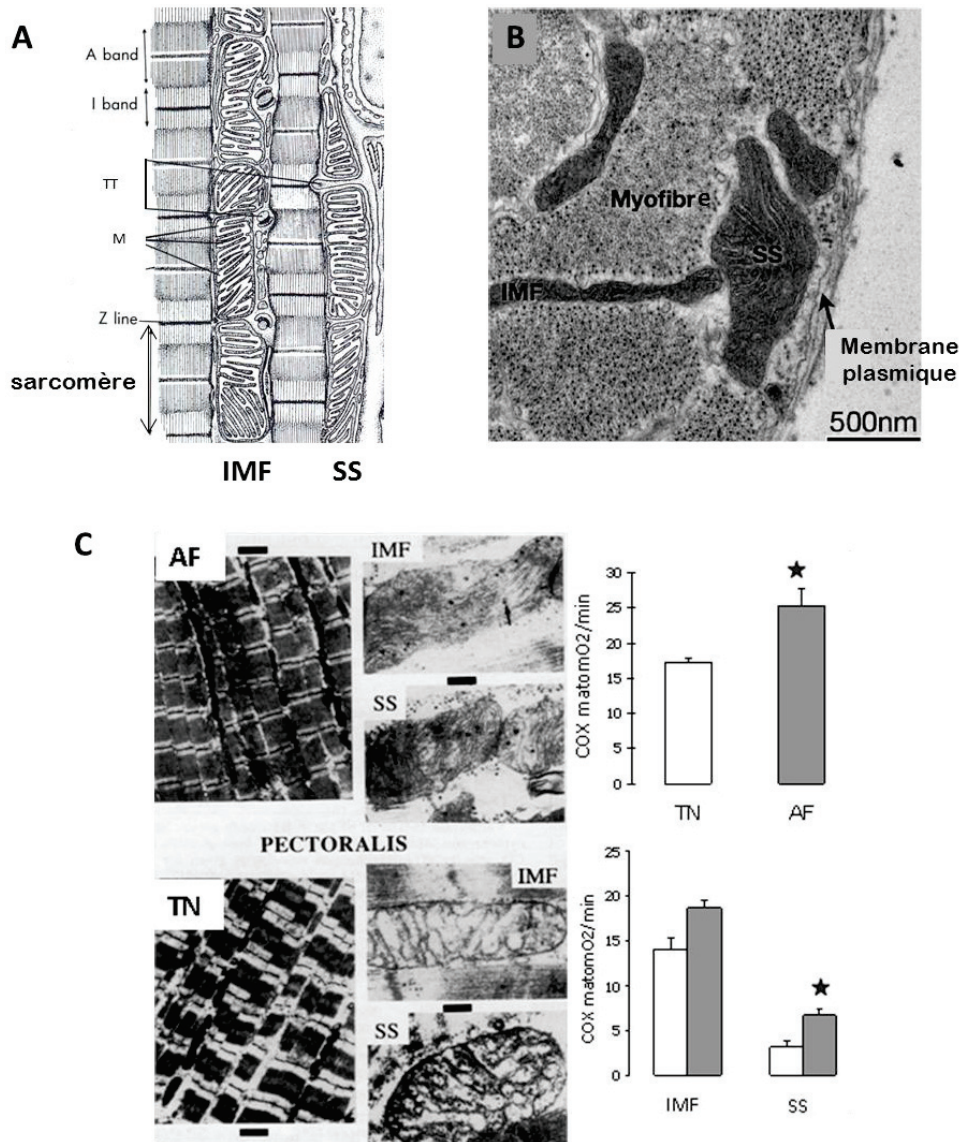 A
A band
I band
TT
M
Z line
sarcomère
IMF
SS
B
Myofibre
SS
IMF
Membrane
plasmique
500nm
C
AF
IMF
SS
PECTORALIS
TN
IMF
SS
COX matomO2/min
30
25
20
15
10
5
0
TN
AF
COX matomO2/min
20
15
10
5
0
IMF
SS